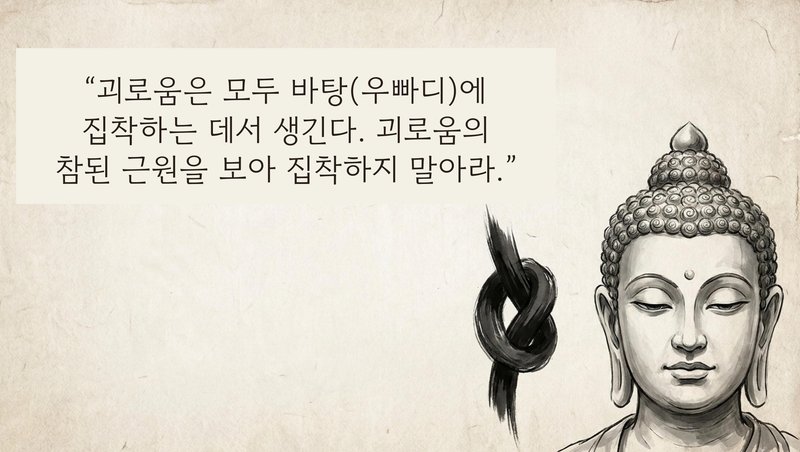 “괴로움은 모두 바탕(우빠디)에
집착하는 데서 생긴다. 괴로움의
참된 근원을 보아 집착하지 말아라.”